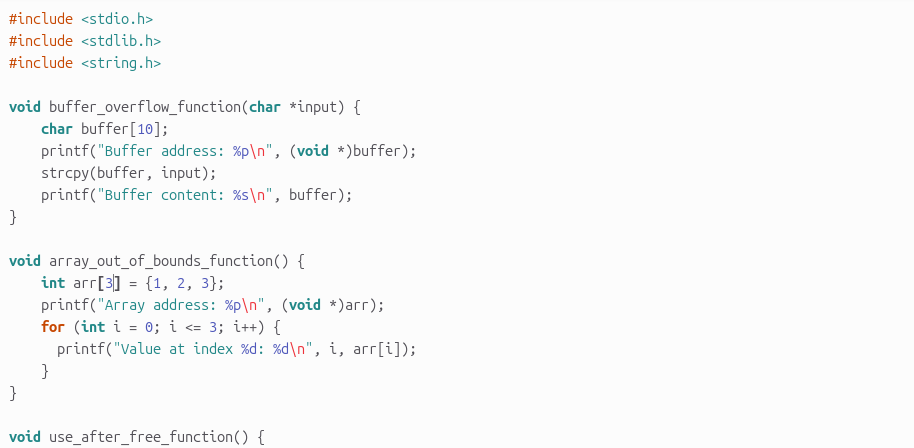 #include <stdio.h>
#include <stdlib.h>
#include <string.h>

void buffer_overflow_function(char *input) {
    char buffer[10];
    printf("Buffer address: %p\n", (void *)buffer);
    strcpy(buffer, input);
    printf("Buffer content: %s\n", buffer);
}

void array_out_of_bounds_function() {
    int arr[3] = {1, 2, 3};
    printf("Array address: %p\n", (void *)arr);
    for (int i = 0; i <= 3; i++) {
      printf("Value at index %d: %d\n", i, arr[i]);
    }
}

void use_after_free_function() {